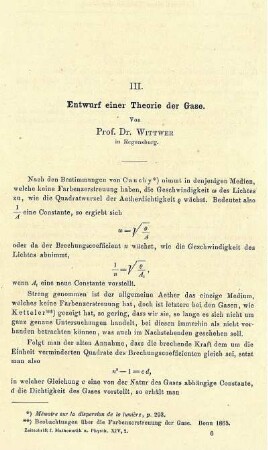 III.
Entwurf einer Theorie der Gase.
Von
Prof. Dr. WITTWER
in Regensburg.
Nach den Bestimmungen von Cauchy*) nimmt in denjenigen Medien,
welche keine Farbenzerstreuung haben, die Geschwindigkeit ω des Lichtes
zu, wie die Quadratwurzel der Aetherdichtigkeit ϱ wächst. Bedeutet also
1/A eine Constante, so ergiebt sich
ω = √(ϱ/A)
oder da der Brechungscoefficient n wächst, wie die Geschwindigkeit des
Lichtes abnimmt,
1/n = √(ϱ/A₁)
wenn A₁ eine neue Constante vorstellt.
Streng genommen ist der allgemeine Aether das einzige Medium,
welches keine Farbenzerstreuung hat, doch ist letztere bei den Gasen, wie
Ketteler**) gezeigt hat, so gering, dass wir sie, so lange es sich nicht um
ganz genaue Untersuchungen handelt, bei diesen immerhin als nicht vor-
handen betrachten können, was auch in Nachstehendem geschehen soll.
Folgt man der alten Annahme, dass die brechende Kraft dem um die
Einheit verminderten Quadrate des Brechungscoefficienten gleich sei, setzt
man also
n² − 1 = cd,
in welcher Gleichung c eine von der Natur des Gases abhängige Constante,
d die Dichtigkeit des Gases vorstellt, so erhält man
*) Mémoire sur la dispersion de la lumière, p. 253.
**) Beobachtungen über die Farbenzerstreuung der Gase. Bonn 1865.
Zeitschrift f. Mathematik u. Physik. XIV, 2. 6